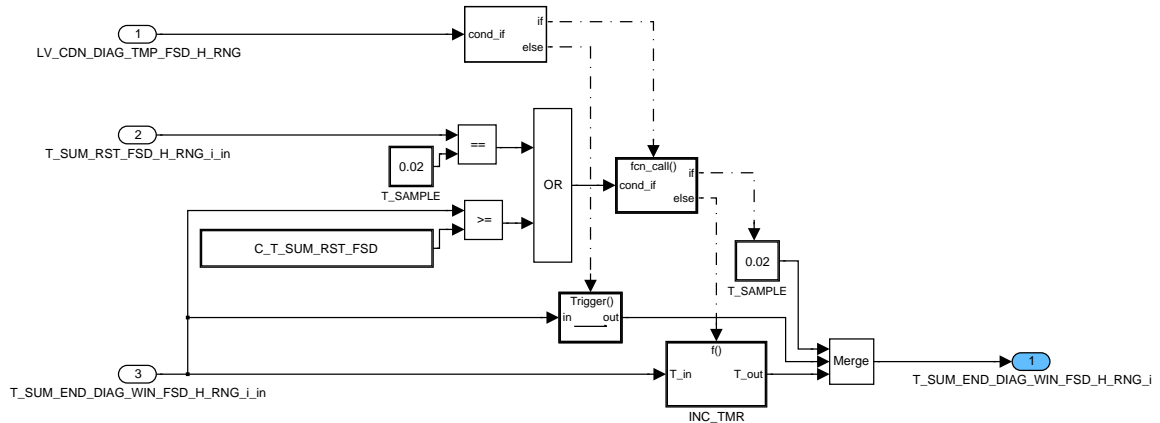 if
1
cond_if
else
LV_CDN_DIAG_TMP_FSD_H_RNG
2
==
T_SUM_RST_FSD_H_RNG_i_in
0.02
T_SAMPLE
OR
fcn_call()
if
cond_if
else
>=
C_T_SUM_RST_FSD
0.02
T_SAMPLE
Trigger()
in
out
f()
Merge
1
3
T_in
T_out
T_SUM_END_DIAG_WIN_FSD_H_RNG_i
T_SUM_END_DIAG_WIN_FSD_H_RNG_i_in
INC_TMR